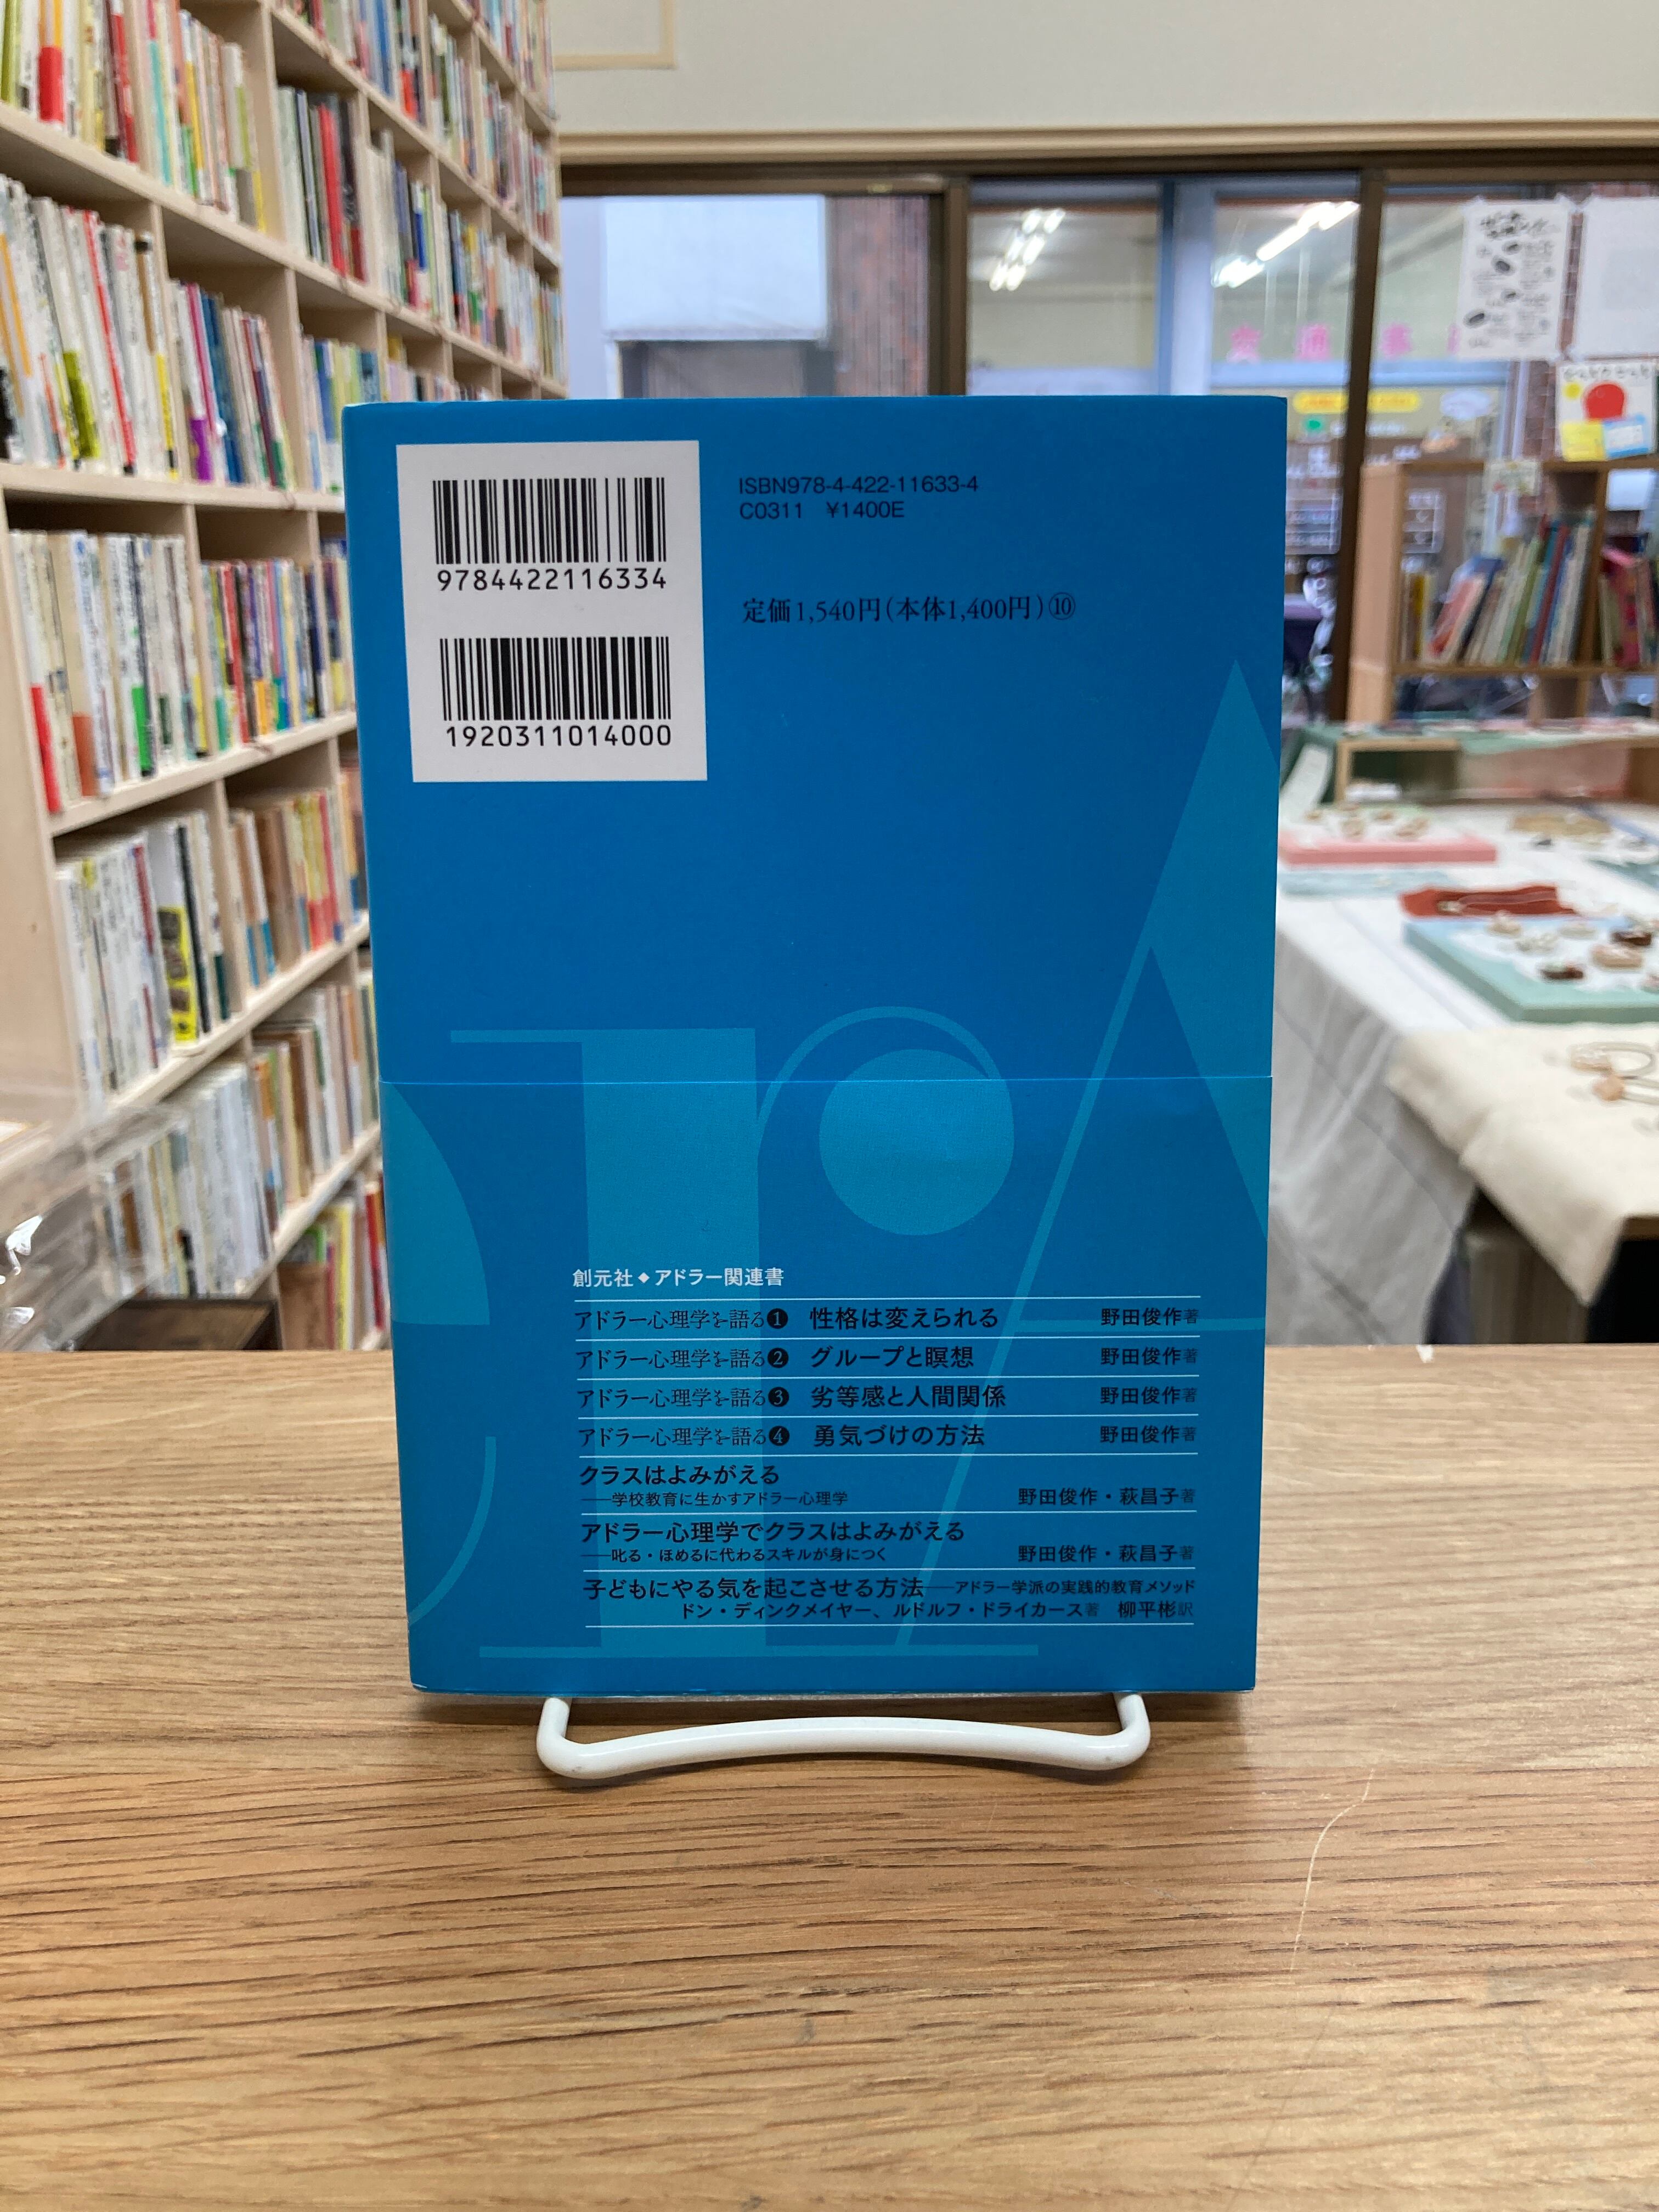 9784422116334
1920311014000
ISBN978-4-422-11633-4
C0311 ¥1400E
定価1,540円(本体1,400円)⑩
創元社◆アドラー関連書
アドラー心理学を語る❶ 性格は変えられる 野田俊作著
アドラー心理学を語る❷ グループと瞑想 野田俊作著
アドラー心理学を語る❸ 劣等感と人間関係 野田俊作著
アドラー心理学を語る❹ 勇気づけの方法 野田俊作著
クラスはよみがえる
──学校教育に生かすアドラー心理学 野田俊作・萩昌子著
アドラー心理学でクラスはよみがえる
──叱る・ほめるに代わるスキルが身につく 野田俊作・萩昌子著
子どもにやる気を起こさせる方法──アドラー学派の実践的教育メソッド
ドン・ディンクメイヤー、ルドルフ・ドライカース著 柳平彬訳